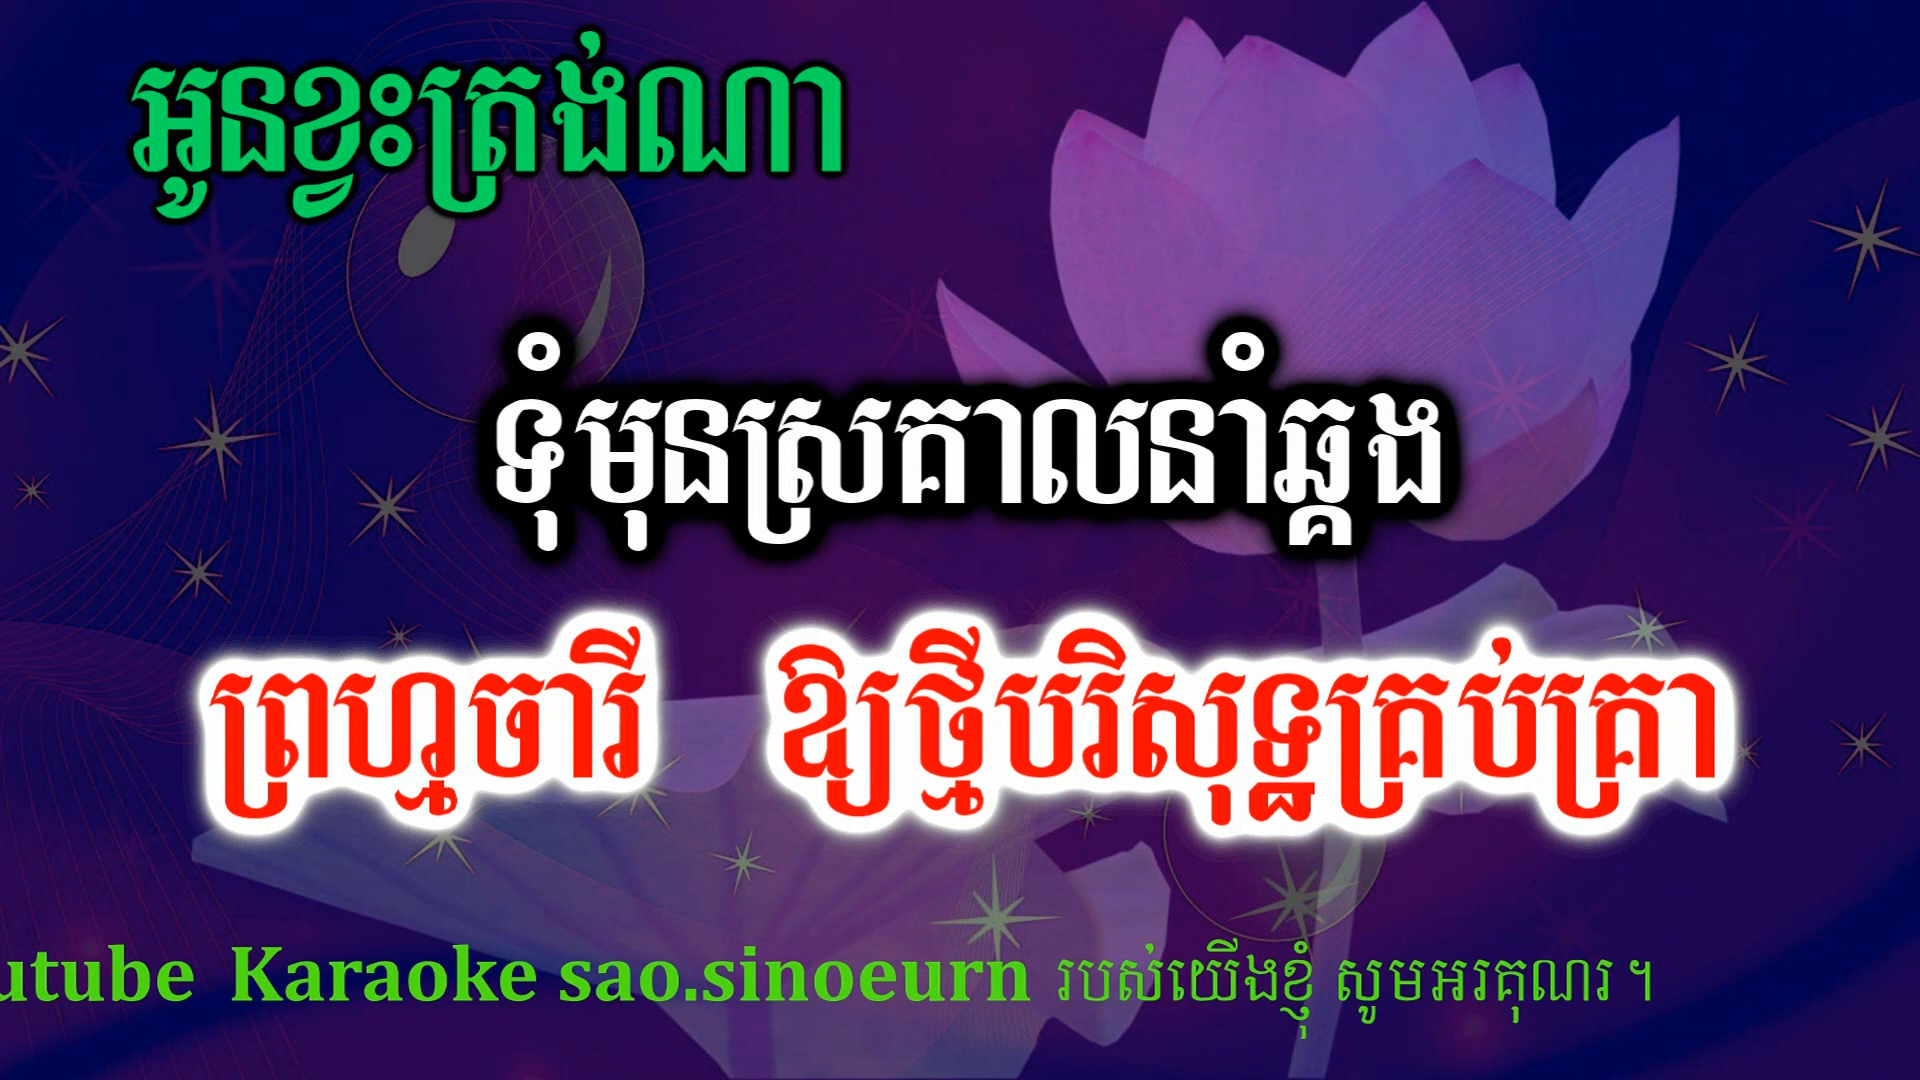 អូនខ្វះត្រង់ណា
ទុំមុនស្រគាលនាំឆ្គង
ព្រហ្មចារី ឱ្យថ្មីបរិសុទ្ធគ្រប់គ្រា
utube Karaoke sao.sinoeurn របស់យើងខ្ញុំ សូមអរគុណរ ។